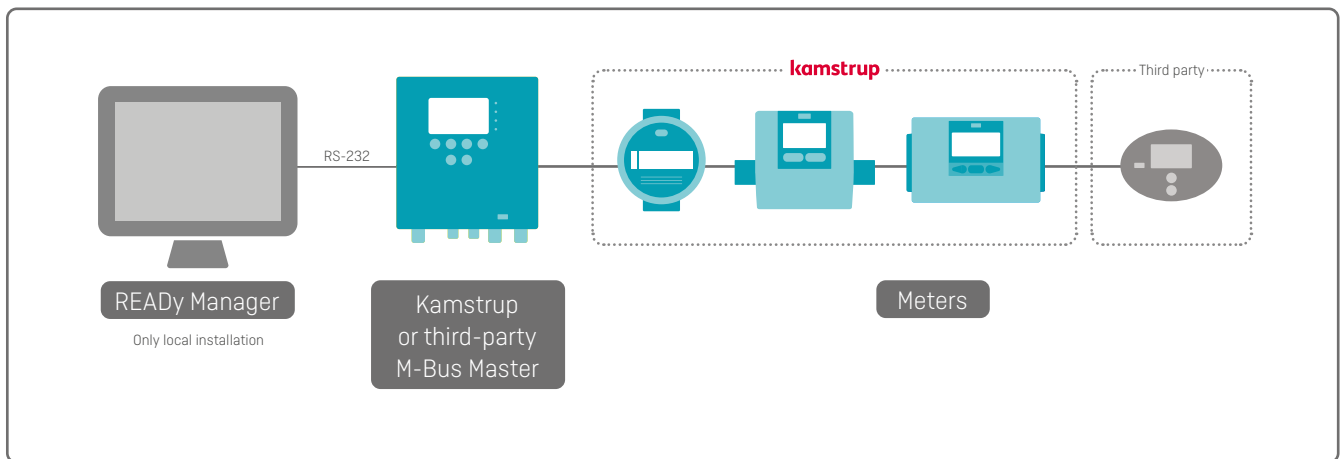 kamstrup
Third party
RS-232
READy Manager
Only local installation
Kamstrup
or third-party
M-Bus Master
Meters